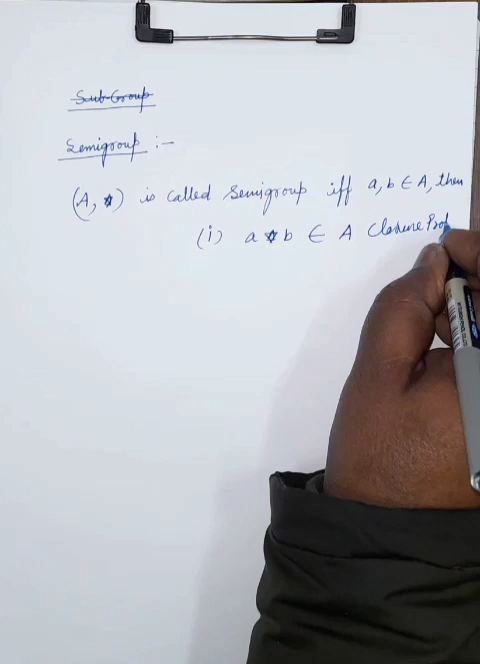 Sub-Group
Semigroup :-
(A, *) is called Semigroup iff a, b ∈ A, then
(i) a * b ∈ A Closure Prop